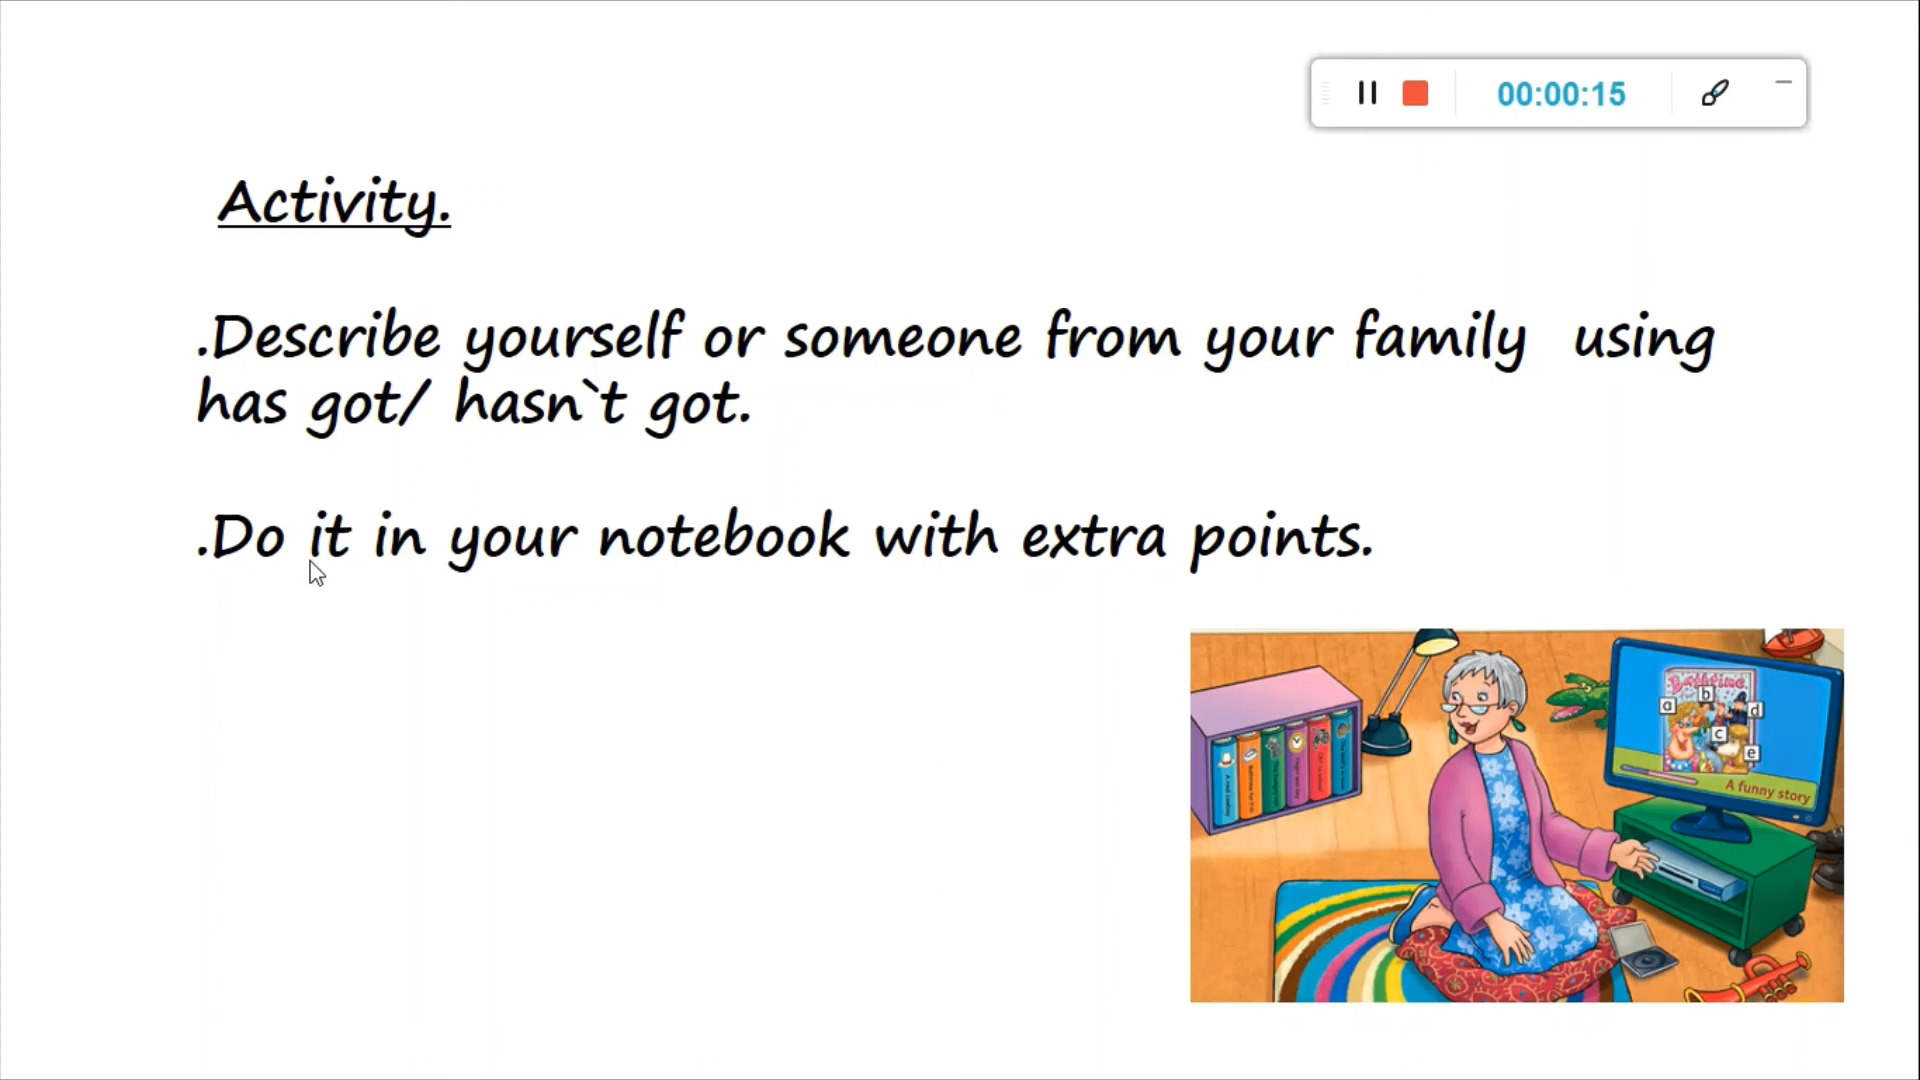 00:00:15
Activity.
.Describe yourself or someone from your family using
has got/ hasn`t got.
.Do it in your notebook with extra points.
a
b
d
c
e
A funny story